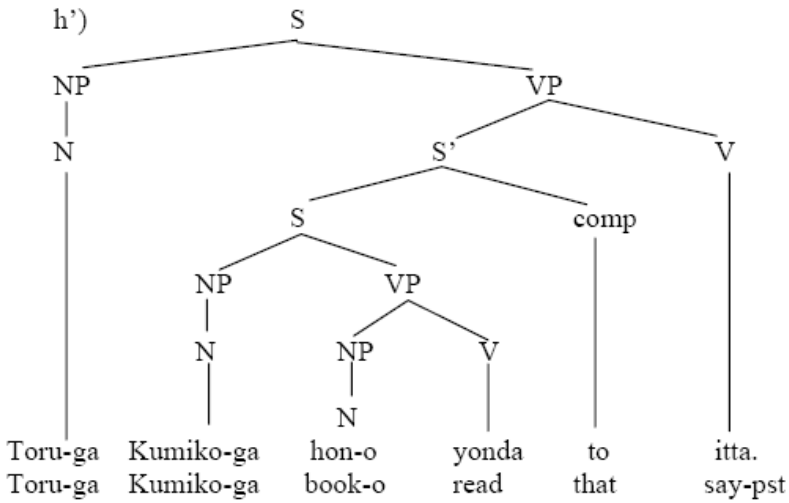 h’) S
NP VP
N S’ V
S comp
NP VP
N NP V
N
Toru-ga Kumiko-ga hon-o yonda to itta.
Toru-ga Kumiko-ga book-o read that say-pst